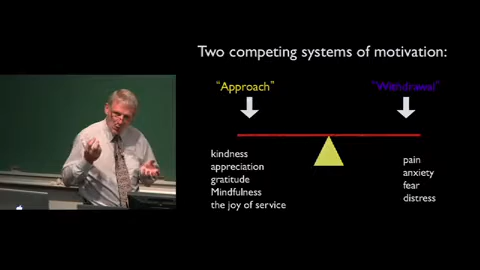 Two competing systems of motivation:
“Approach”
“Withdrawal”
kindness
appreciation
gratitude
Mindfulness
the joy of service
pain
anxiety
fear
distress